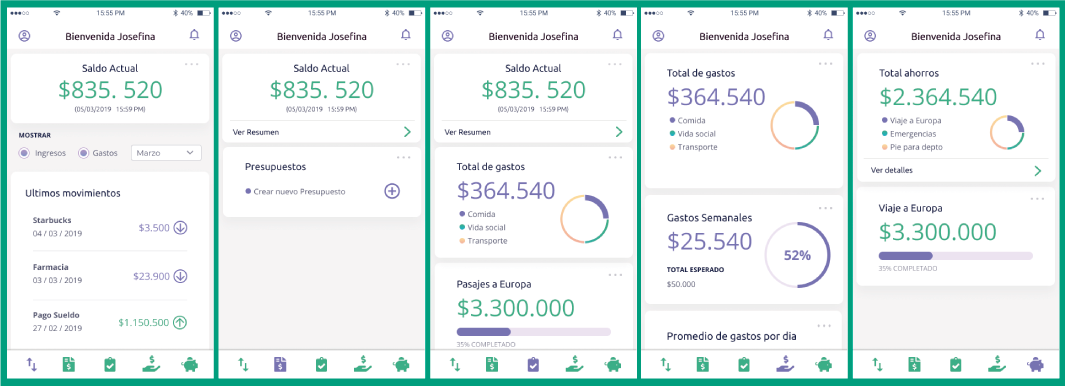 15:55 PM 40%
Bienvenida Josefina
Saldo Actual
$835. 520
(05/03/2019 15:59 PM)
MOSTRAR
Ingresos Gastos Marzo
Ultimos movimientos
Starbucks
04 / 03 / 2019
$3.500
Farmacia
03 / 03 / 2019
$23.900
Pago Sueldo
27 / 02 / 2019
$1.150.500
15:55 PM 40%
Bienvenida Josefina
Saldo Actual
$835. 520
(05/03/2019 15:59 PM)
Ver Resumen
Presupuestos
Crear nuevo Presupuesto
15:55 PM 40%
Bienvenida Josefina
Saldo Actual
$835. 520
(05/03/2019 15:59 PM)
Ver Resumen
Total de gastos
$364.540
Comida
Vida social
Transporte
Pasajes a Europa
$3.300.000
35% COMPLETADO
15:55 PM 40%
Bienvenida Josefina
Total de gastos
$364.540
Comida
Vida social
Transporte
Gastos Semanales
$25.540
52%
TOTAL ESPERADO
$50.000
Promedio de gastos por dia
15:55 PM 40%
Bienvenida Josefina
Total ahorros
$2.364.540
Viaje a Europa
Emergencias
Pie para depto
Ver detalles
Viaje a Europa
$3.300.000
35% COMPLETADO